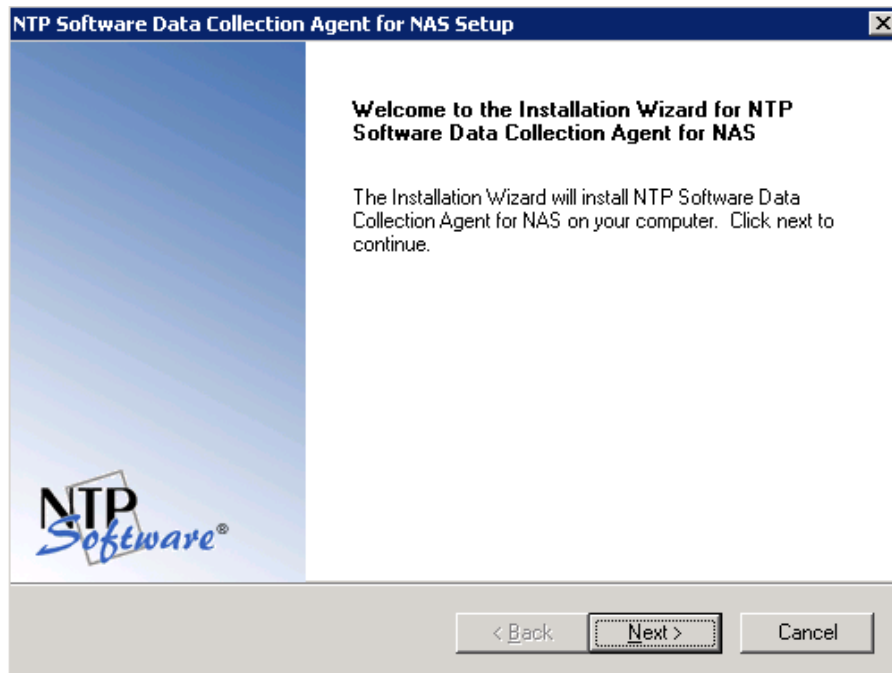 NTP Software Data Collection Agent for NAS Setup
Welcome to the Installation Wizard for NTP
Software Data Collection Agent for NAS
The Installation Wizard will install NTP Software Data
Collection Agent for NAS on your computer.  Click next to
continue.
NTP
Software®
< Back
Next >
Cancel